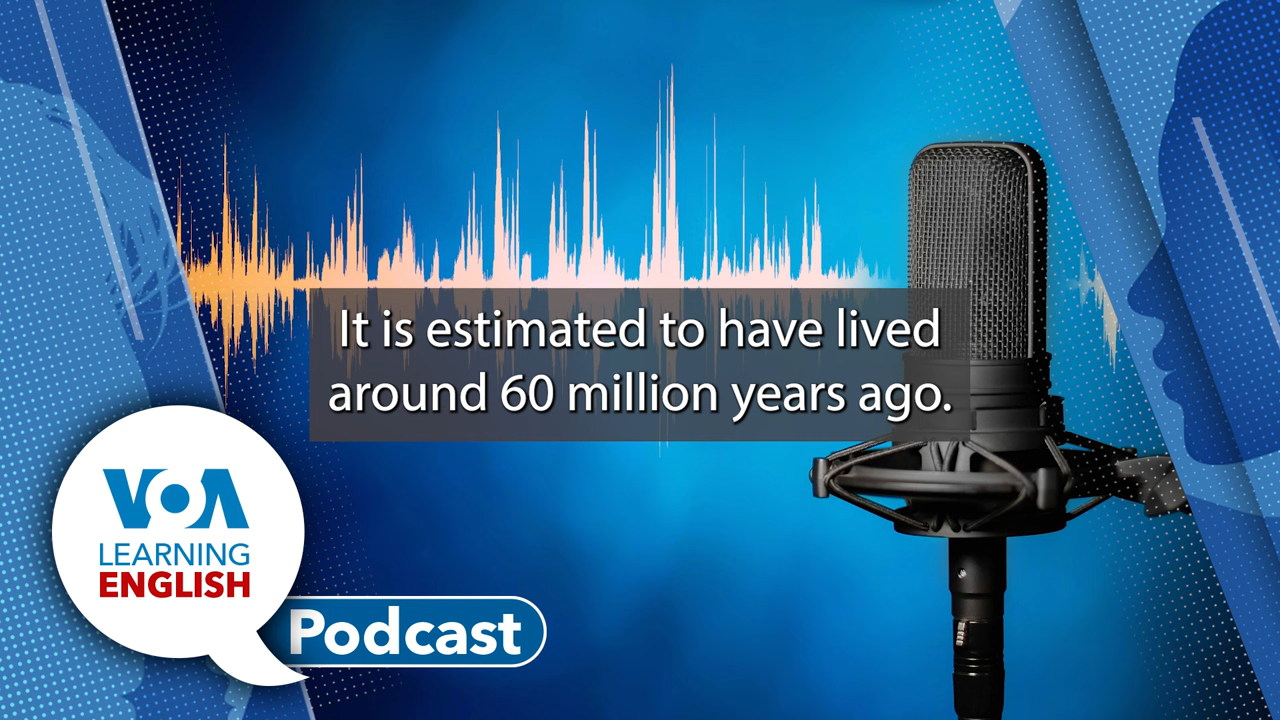 It is estimated to have lived
around 60 million years ago.
VOA
LEARNING
ENGLISH
Podcast